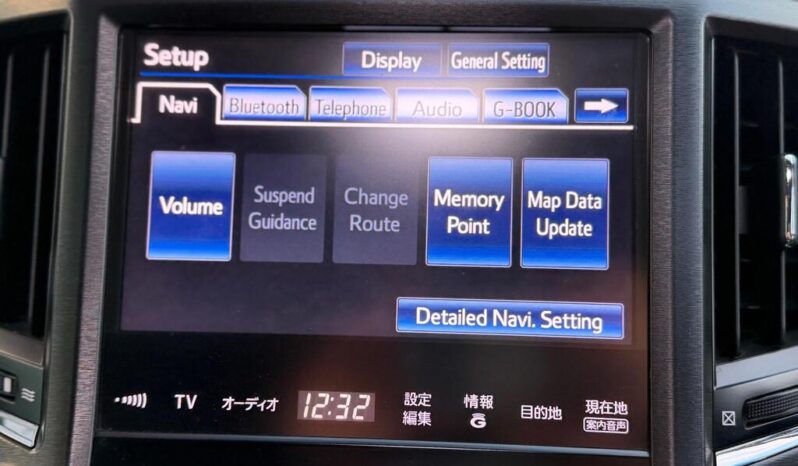 Setup Display General Setting
Navi Bluetooth Telephone Audio G-BOOK
Volume
Suspend
Guidance
Change
Route
Memory
Point
Map Data
Update
Detailed Navi. Setting
TV オーディオ 12:32
設定
編集
情報
G
目的地
現在地
案内音声